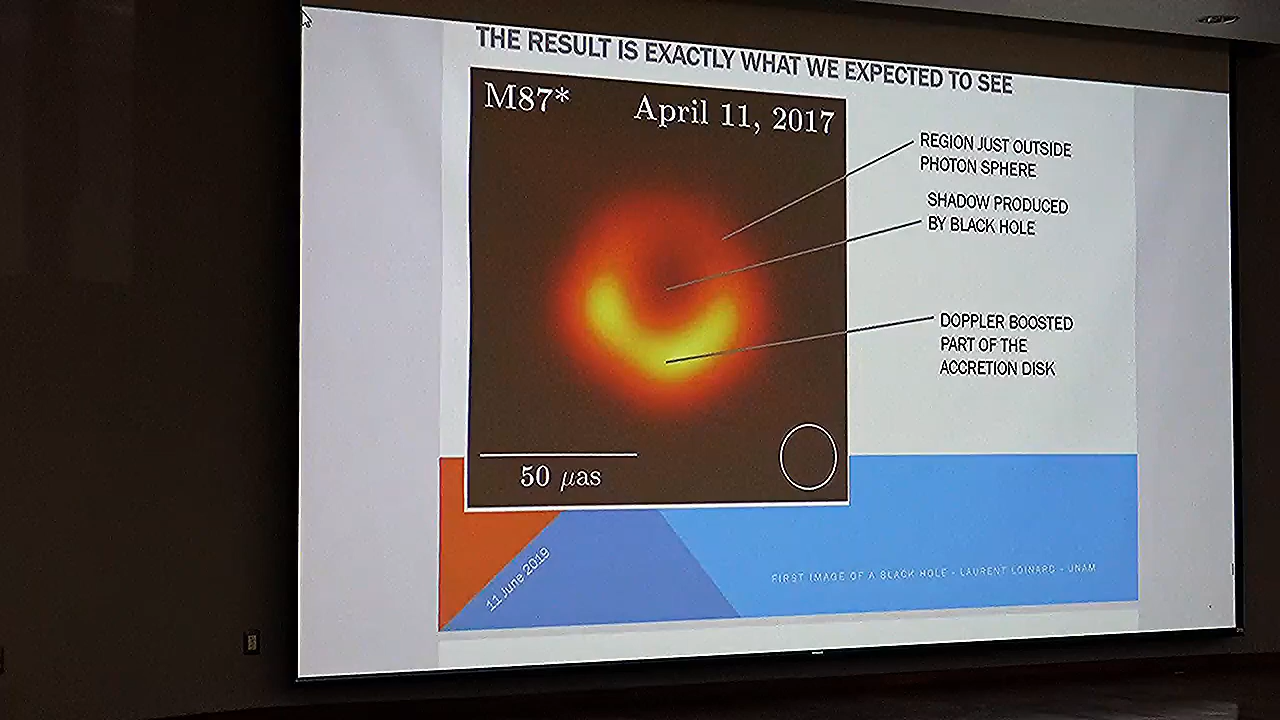 THE RESULT IS EXACTLY WHAT WE EXPECTED TO SEE
M87*
April 11, 2017
REGION JUST OUTSIDE
PHOTON SPHERE
SHADOW PRODUCED
BY BLACK HOLE
DOPPLER BOOSTED
PART OF THE
ACCRETION DISK
50 μas
11 June 2019
FIRST IMAGE OF A BLACK HOLE - LAURENT LOINARD - UNAM